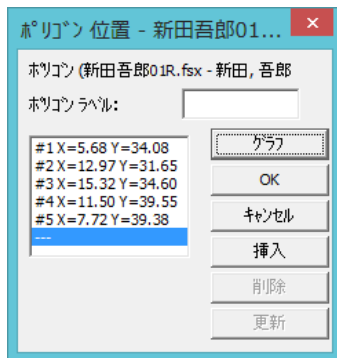 ﾎﾟﾘｺﾞﾝ 位置 - 新田吾郎01...
ﾎﾟﾘｺﾞﾝ (新田吾郎01R.fsx - 新田, 吾郎
ﾎﾟﾘｺﾞﾝ ﾗﾍﾞﾙ:
#1 X=5.68 Y=34.08
#2 X=12.97 Y=31.65
#3 X=15.32 Y=34.60
#4 X=11.50 Y=39.55
#5 X=7.72 Y=39.38
---
ｸﾞﾗﾌ
OK
ｷｬﾝｾﾙ
挿入
削除
更新